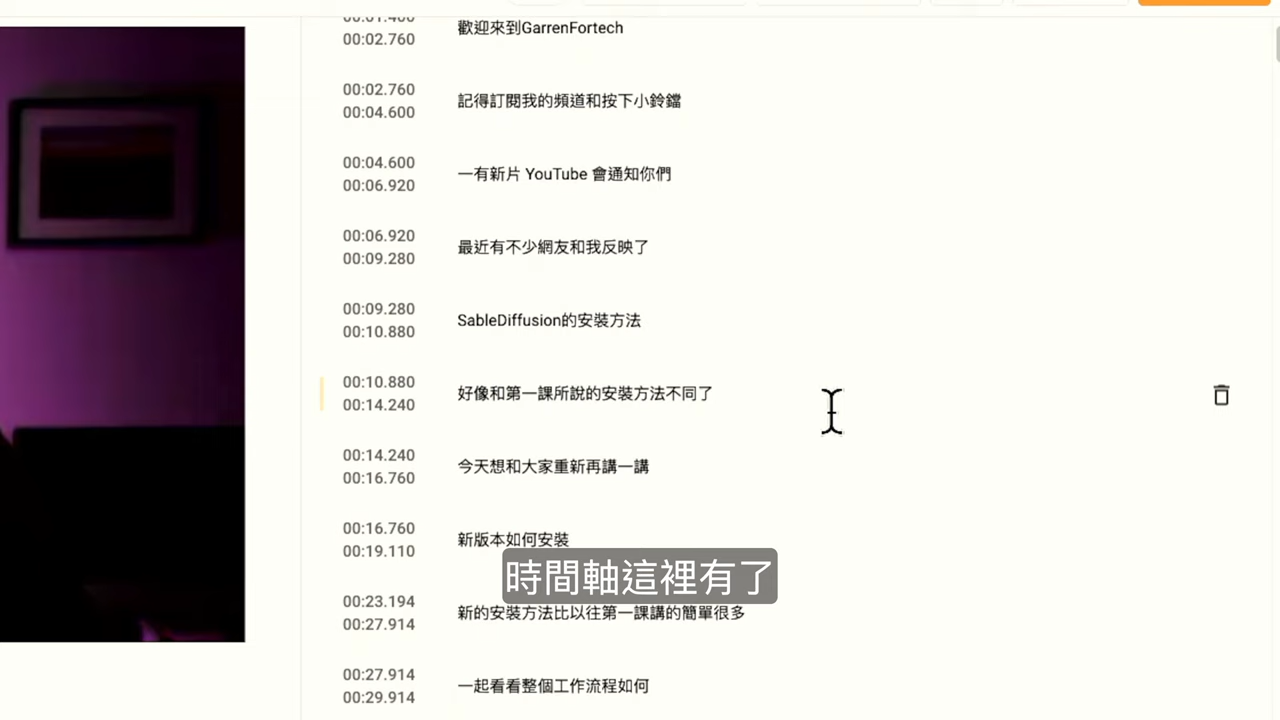 00:01.400
00:02.760
歡迎來到GarrenFortech
00:02.760
00:04.600
記得訂閱我的頻道和按下小鈴鐺
00:04.600
00:06.920
一有新片 YouTube 會通知你們
00:06.920
00:09.280
最近有不少網友和我反映了
00:09.280
00:10.880
SableDiffusion的安裝方法
00:10.880
00:14.240
好像和第一課所說的安裝方法不同了
00:14.240
00:16.760
今天想和大家重新再講一講
00:16.760
00:19.110
新版本如何安裝
時間軸這裡有了
00:23.194
00:27.914
新的安裝方法比以往第一課講的簡單很多
00:27.914
00:29.914
一起看看整個工作流程如何